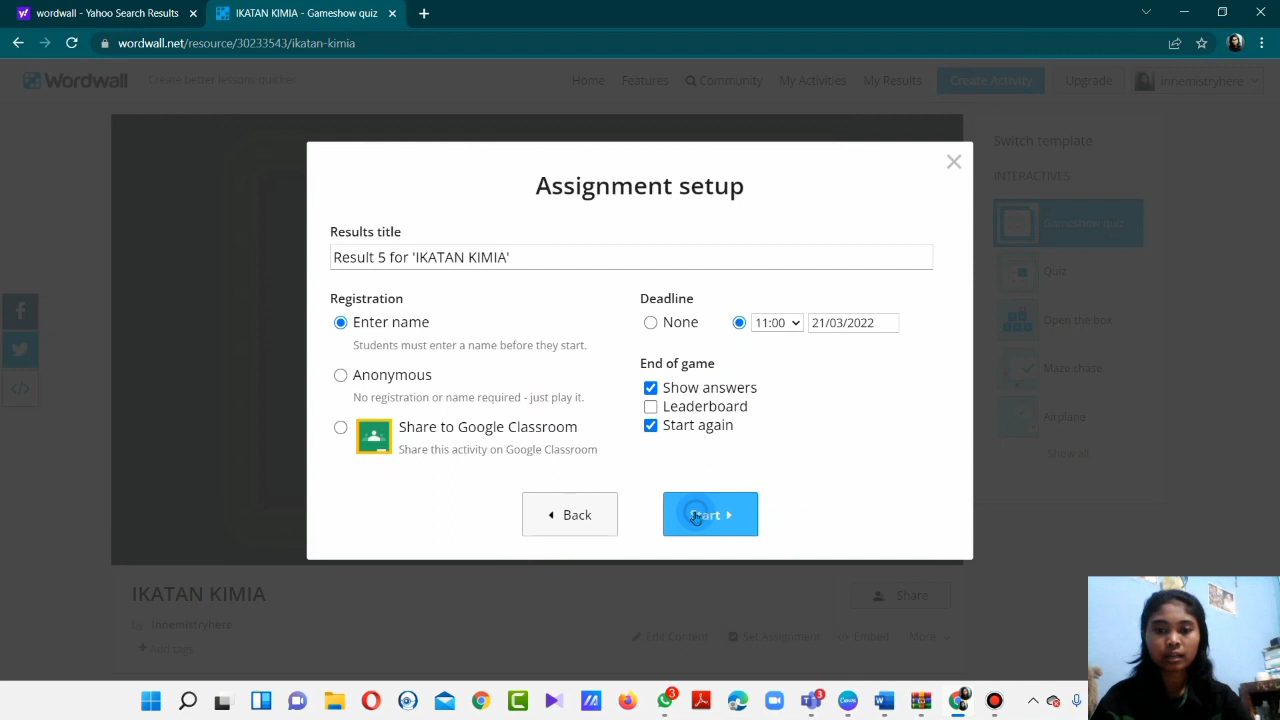 wordwall - Yahoo Search Results
IKATAN KIMIA - Gameshow quiz
wordwall.net/resource/30233543/ikatan-kimia
Wordwall
Create better lessons quicker
Home
Features
Community
My Activities
My Results
Create Activity
Upgrade
innemistryhere
Switch template
INTERACTIVES
Gameshow quiz
Quiz
Open the box
Maze chase
Airplane
Show all
Assignment setup
Results title
Result 5 for 'IKATAN KIMIA'
Registration
Enter name
Students must enter a name before they start.
Anonymous
No registration or name required - just play it.
Share to Google Classroom
Share this activity on Google Classroom
Deadline
None
11:00
21/03/2022
End of game
Show answers
Leaderboard
Start again
Back
Start
IKATAN KIMIA
by Innemistryhere
Add tags
Share
Edit Content
Set Assignment
Embed
More
3
3